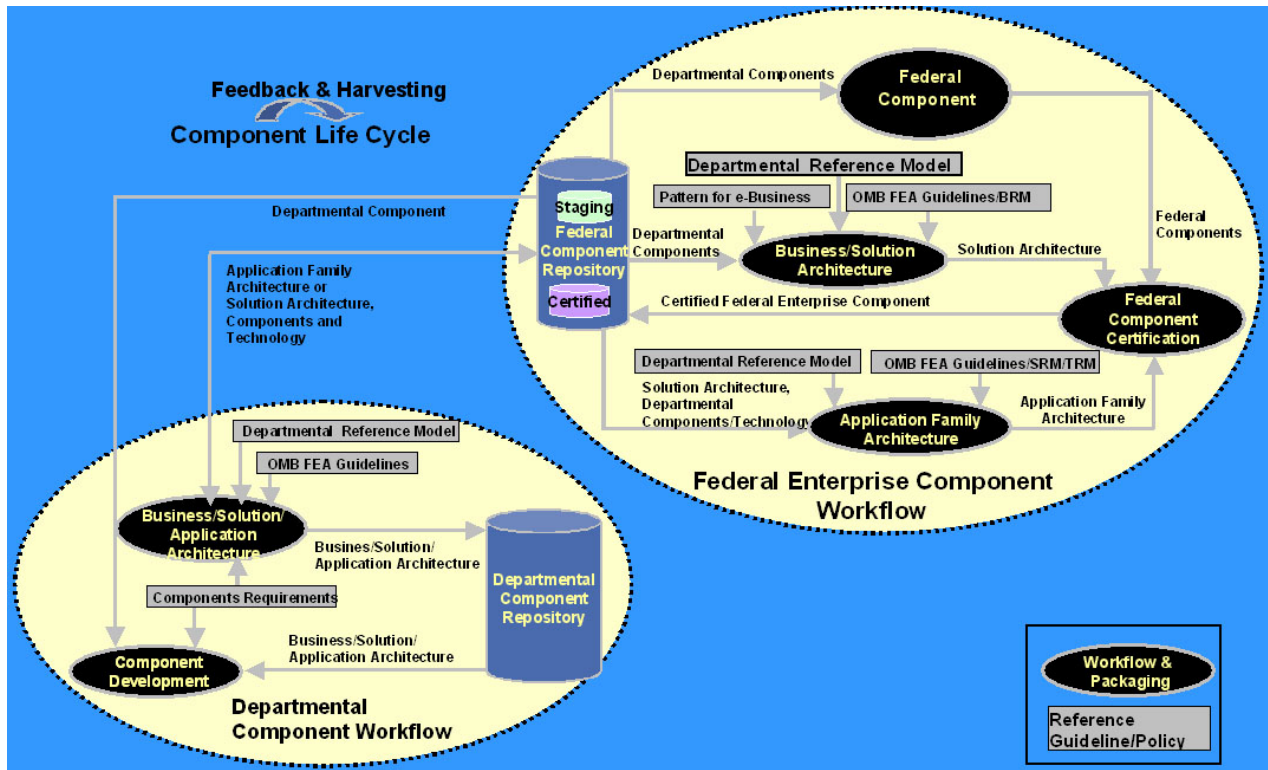 Feedback & Harvesting
Component Life Cycle
Departmental Components
Federal
Component
Departmental Reference Model
Pattern for e-Business
OMB FEA Guidelines/BRM
Staging
Federal
Component
Repository
Certified
Departmental
Components
Business/Solution
Architecture
Solution Architecture
Federal
Components
Certified Federal Enterprise Component
Federal
Component
Certification
Departmental Reference Model
OMB FEA Guidelines/SRM/TRM
Solution Architecture,
Departmental
Components/Technology
Application Family
Architecture
Application Family
Architecture
Federal Enterprise Component
Workflow
Departmental Component
Application Family
Architecture or
Solution Architecture,
Components and
Technology
Departmental Reference Model
OMB FEA Guidelines
Business/Solution/
Application
Architecture
Busines/Solution/
Application Architecture
Departmental
Component
Repository
Components Requirements
Business/Solution/
Application Architecture
Component
Development
Departmental
Component Workflow
Workflow &
Packaging
Reference
Guideline/Policy